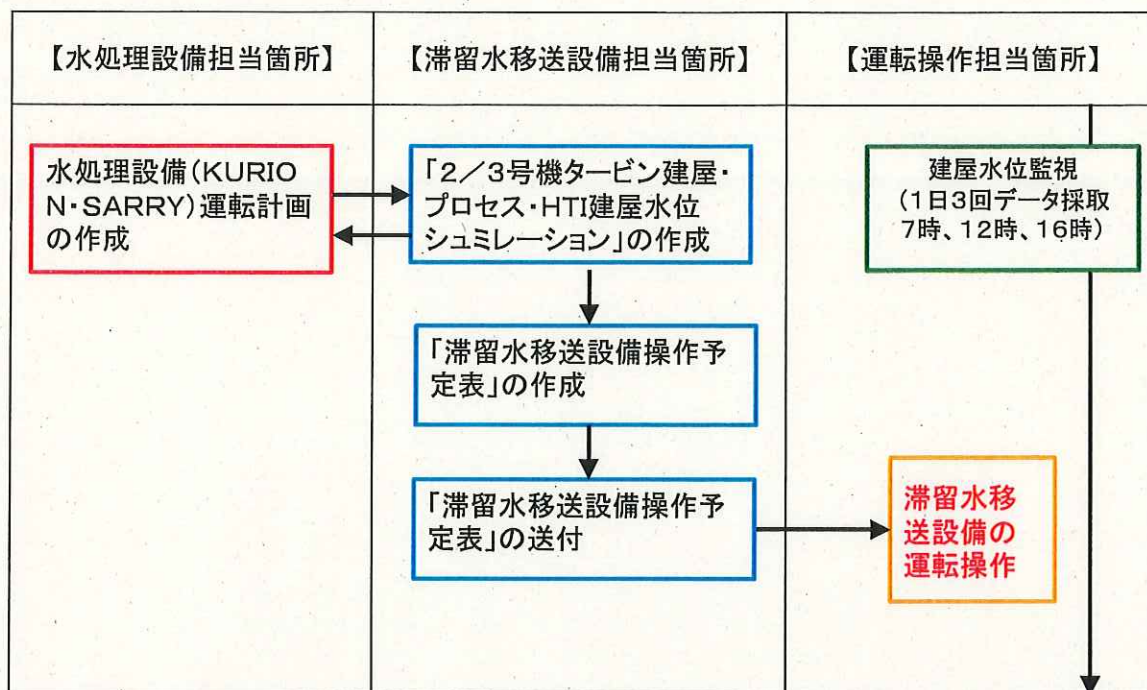 【水処理設備担当箇所】
【滞留水移送設備担当箇所】
【運転操作担当箇所】
水処理設備(KURIO
N・SARRY)運転計画
の作成
「2／3号機タービン建屋・
プロセス・HTI建屋水位
シュミレーション」の作成
建屋水位監視
(1日3回データ採取
7時、12時、16時)
「滞留水移送設備操作予
定表」の作成
「滞留水移送設備操作予
定表」の送付
滞留水移
送設備の
運転操作